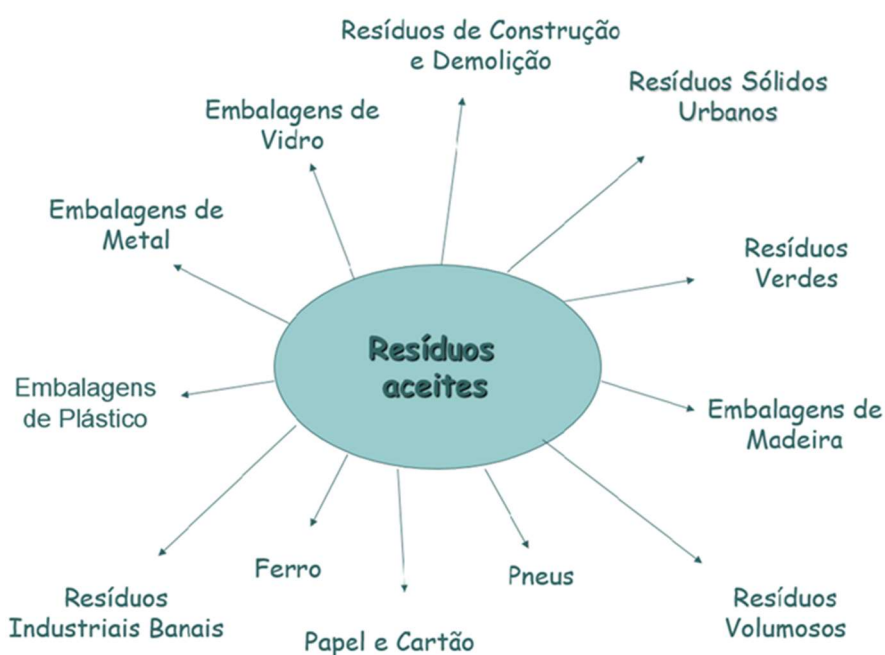 Resíduos de Construção
e Demolição
Resíduos Sólidos
Urbanos
Embalagens de
Vidro
Embalagens de
Metal
Resíduos
Verdes
Resíduos
aceites
Embalagens
de Plástico
Embalagens de
Madeira
Ferro
Pneus
Resíduos
Industriais Banais
Resíduos
Volumosos
Papel e Cartão